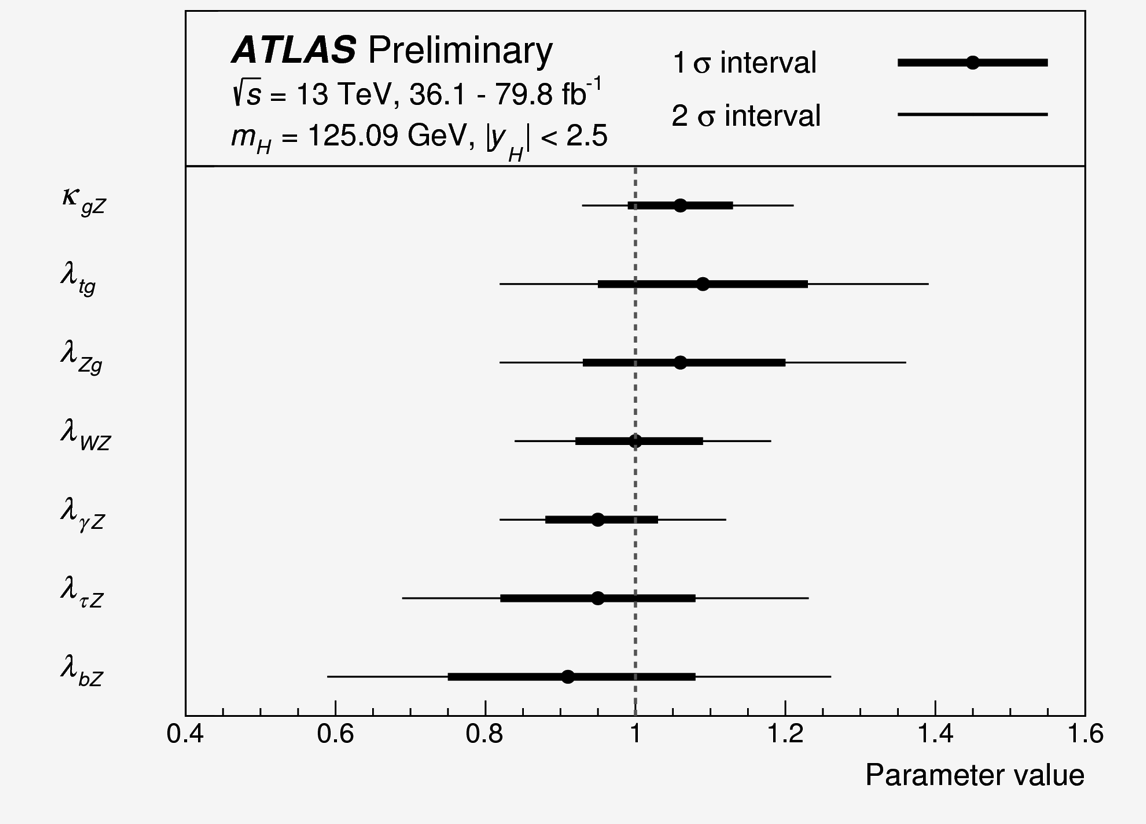 ATLAS Preliminary
√s = 13 TeV, 36.1 - 79.8 fb⁻¹
m_H = 125.09 GeV, |y_H| < 2.5
1 σ interval
2 σ interval
κ_gZ
λ_tg
λ_Zg
λ_WZ
λ_γZ
λ_τZ
λ_bZ
0.4 0.6 0.8 1 1.2 1.4 1.6
Parameter value